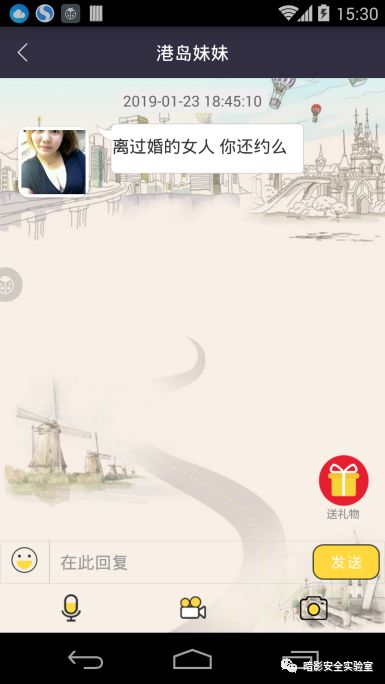 15:30
港岛妹妹
2019-01-23 18:45:10
离过婚的女人 你还约么
送礼物
在此回复
发送
暗影安全实验室